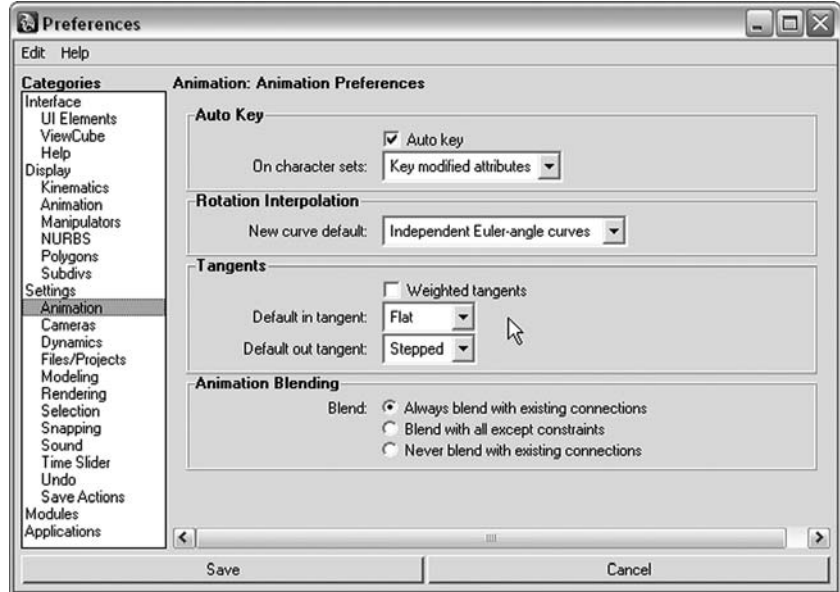 Preferences
Edit Help
Categories
Interface
UI Elements
ViewCube
Help
Display
Kinematics
Animation
Manipulators
NURBS
Polygons
Subdivs
Settings
Animation
Cameras
Dynamics
Files/Projects
Modeling
Rendering
Selection
Snapping
Sound
Time Slider
Undo
Save Actions
Modules
Applications
Animation: Animation Preferences
Auto Key
Auto key
On character sets: Key modified attributes
Rotation Interpolation
New curve default: Independent Euler-angle curves
Tangents
Weighted tangents
Default in tangent: Flat
Default out tangent: Stepped
Animation Blending
Blend: Always blend with existing connections
Blend with all except constraints
Never blend with existing connections
Save Cancel